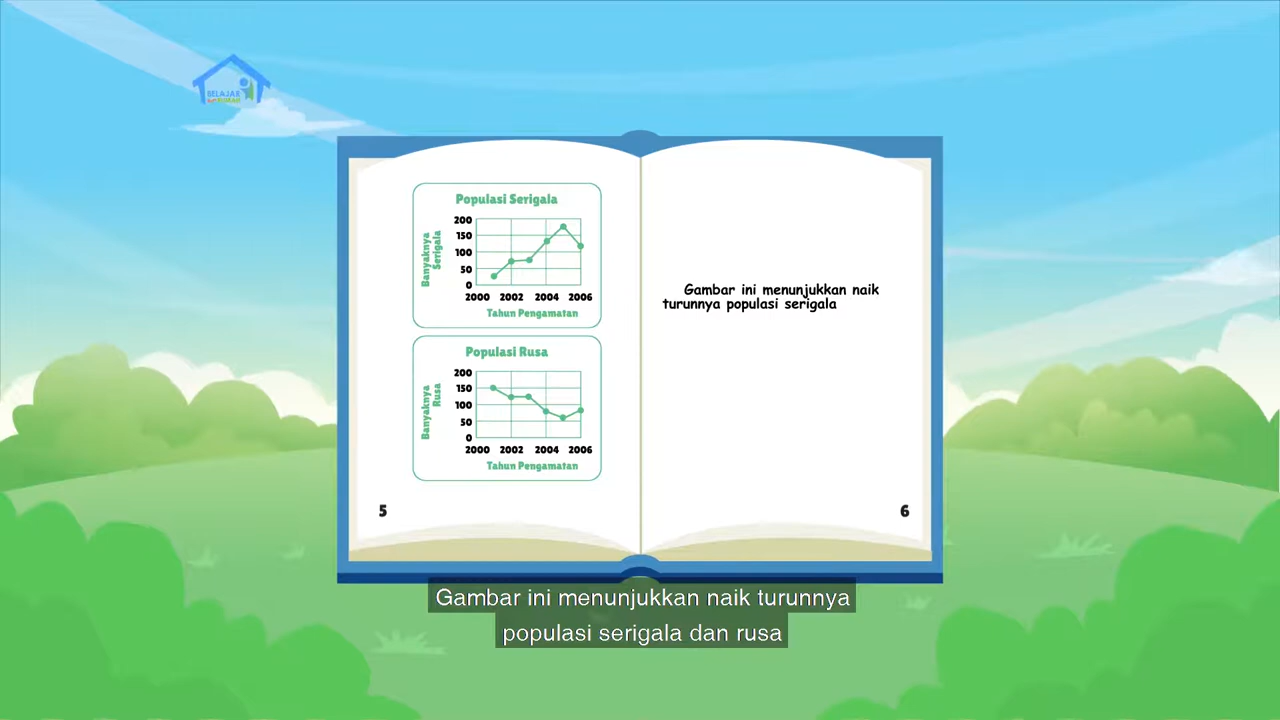 BELAJAR
RUMAH
Populasi Serigala
Banyaknya
Serigala
200
150
100
50
0
2000 2002 2004 2006
Tahun Pengamatan
Populasi Rusa
Banyaknya
Rusa
200
150
100
50
0
2000 2002 2004 2006
Tahun Pengamatan
5
Gambar ini menunjukkan naik
turunnya populasi serigala
6
Gambar ini menunjukkan naik turunnya
populasi serigala dan rusa